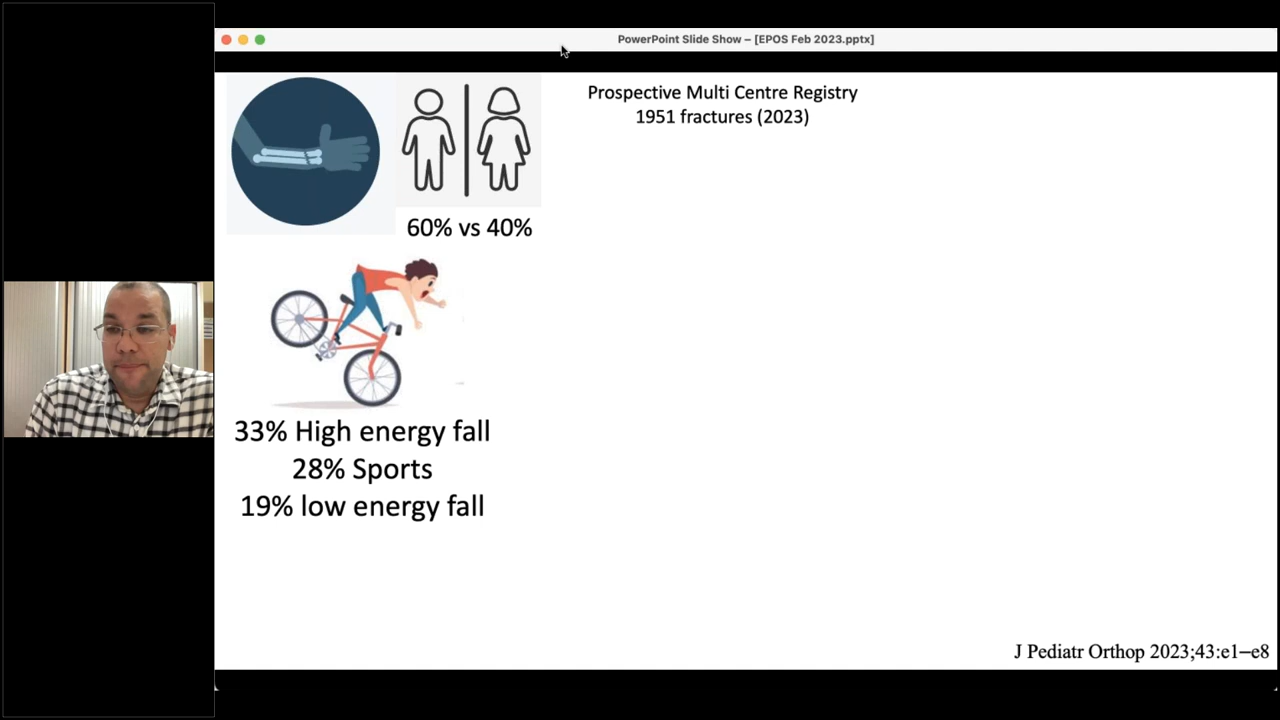 PowerPoint Slide Show – [EPOS Feb 2023.pptx]
Prospective Multi Centre Registry
1951 fractures (2023)
60% vs 40%
33% High energy fall
28% Sports
19% low energy fall
J Pediatr Orthop 2023;43:e1–e8